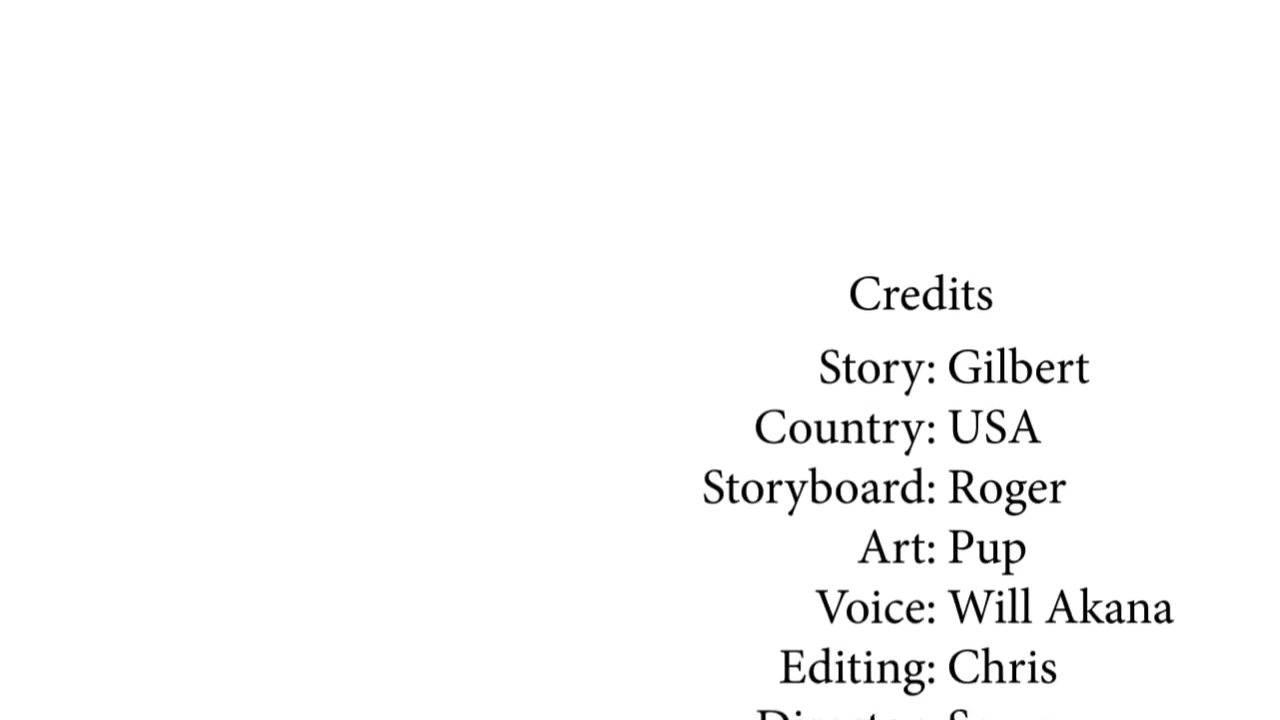 Credits
Story: Gilbert
Country: USA
Storyboard: Roger
Art: Pup
Voice: Will Akana
Editing: Chris